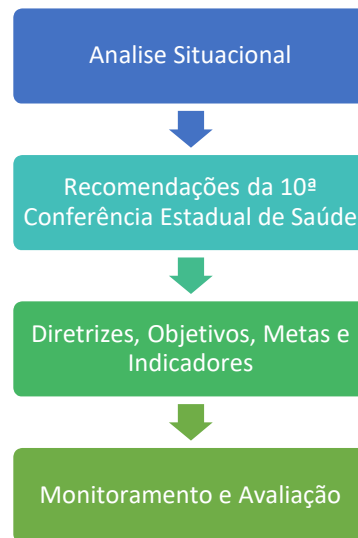 Analise Situacional
Recomendações da 10ª
Conferência Estadual de Saúde
Diretrizes, Objetivos, Metas e
Indicadores
Monitoramento e Avaliação